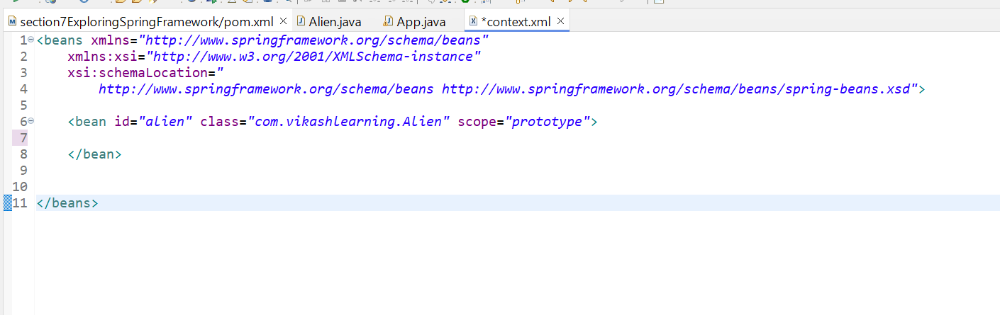 section7ExploringSpringFramework/pom.xml Alien.java App.java *context.xml
1 <beans xmlns="http://www.springframework.org/schema/beans"
2 xmlns:xsi="http://www.w3.org/2001/XMLSchema-instance"
3 xsi:schemaLocation="
4 http://www.springframework.org/schema/beans http://www.springframework.org/schema/beans/spring-beans.xsd">
5
6 <bean id="alien" class="com.vikashlearning.Alien" scope="prototype">
7
8 </bean>
9
10
11 </beans>